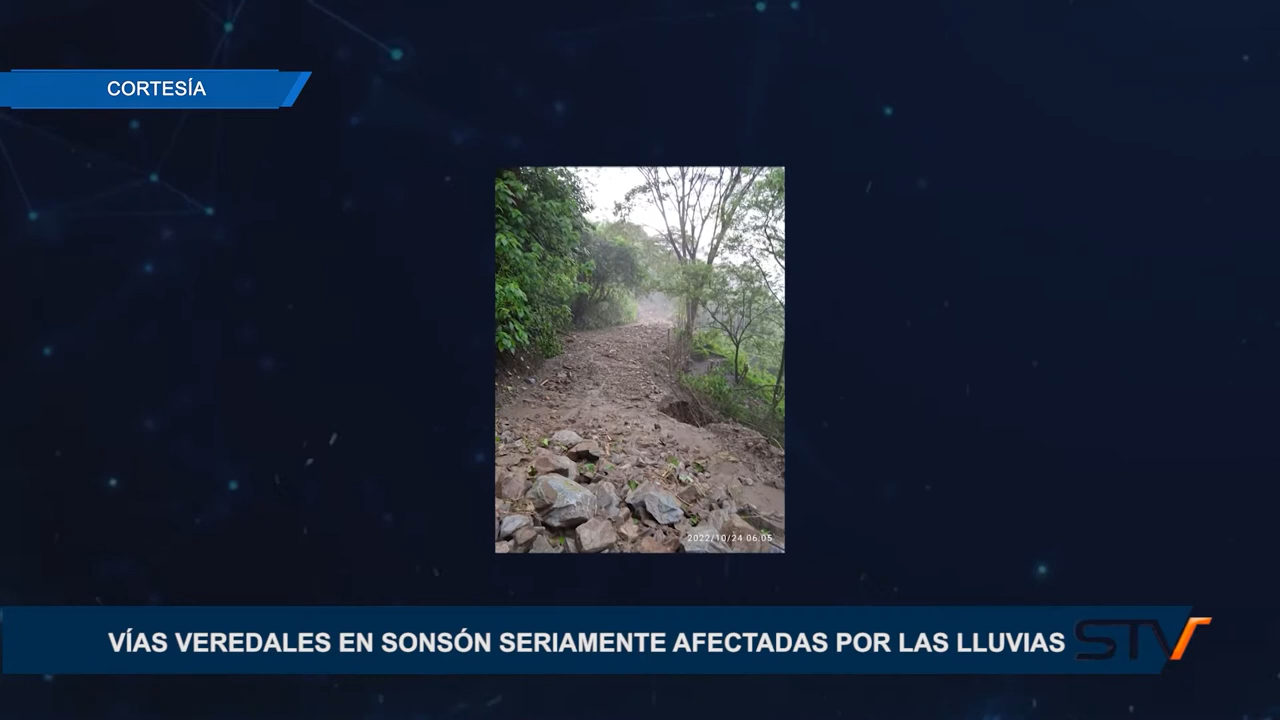 CORTESÍA
2022/10/24 06:05
VÍAS VEREDALES EN SONSÓN SERIAMENTE AFECTADAS POR LAS LLUVIAS
STV